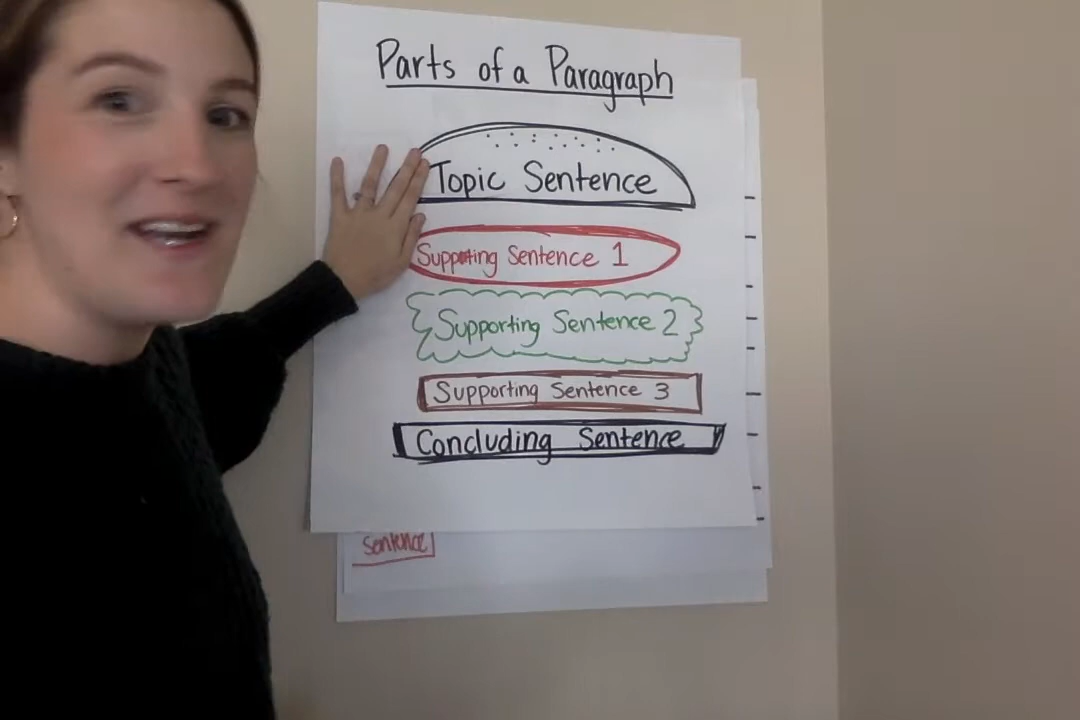 Parts of a Paragraph
Topic Sentence
Supporting Sentence 1
Supporting Sentence 2
Supporting Sentence 3
Concluding Sentence
Sentence